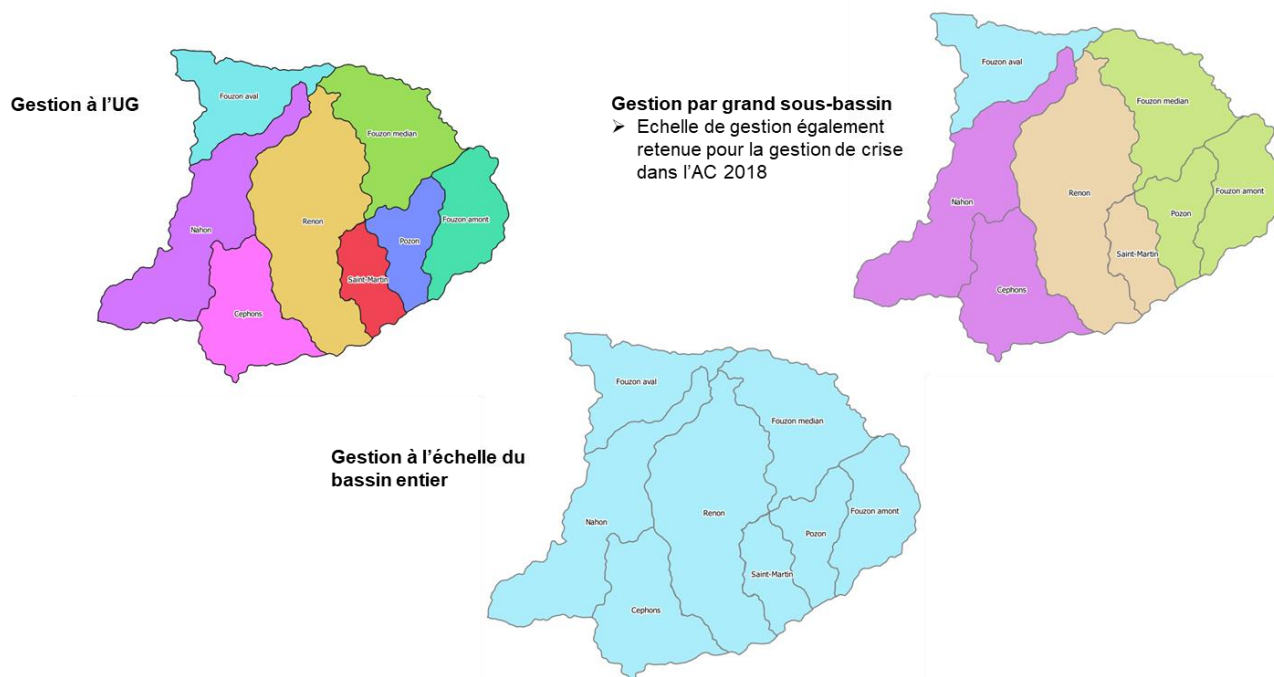 Gestion à l’UG
Fouzon aval
Fouzon median
Nahon
Renon
Fouzon amont
Pozon
Saint-Martin
Cephons
Gestion par grand sous-bassin
➢ Echelle de gestion également
retenue pour la gestion de crise
dans l’AC 2018
Fouzon aval
Fouzon median
Nahon
Renon
Fouzon amont
Pozon
Saint-Martin
Cephons
Gestion à l’échelle du
bassin entier
Fouzon aval
Fouzon median
Nahon
Renon
Fouzon amont
Pozon
Saint-Martin
Cephons